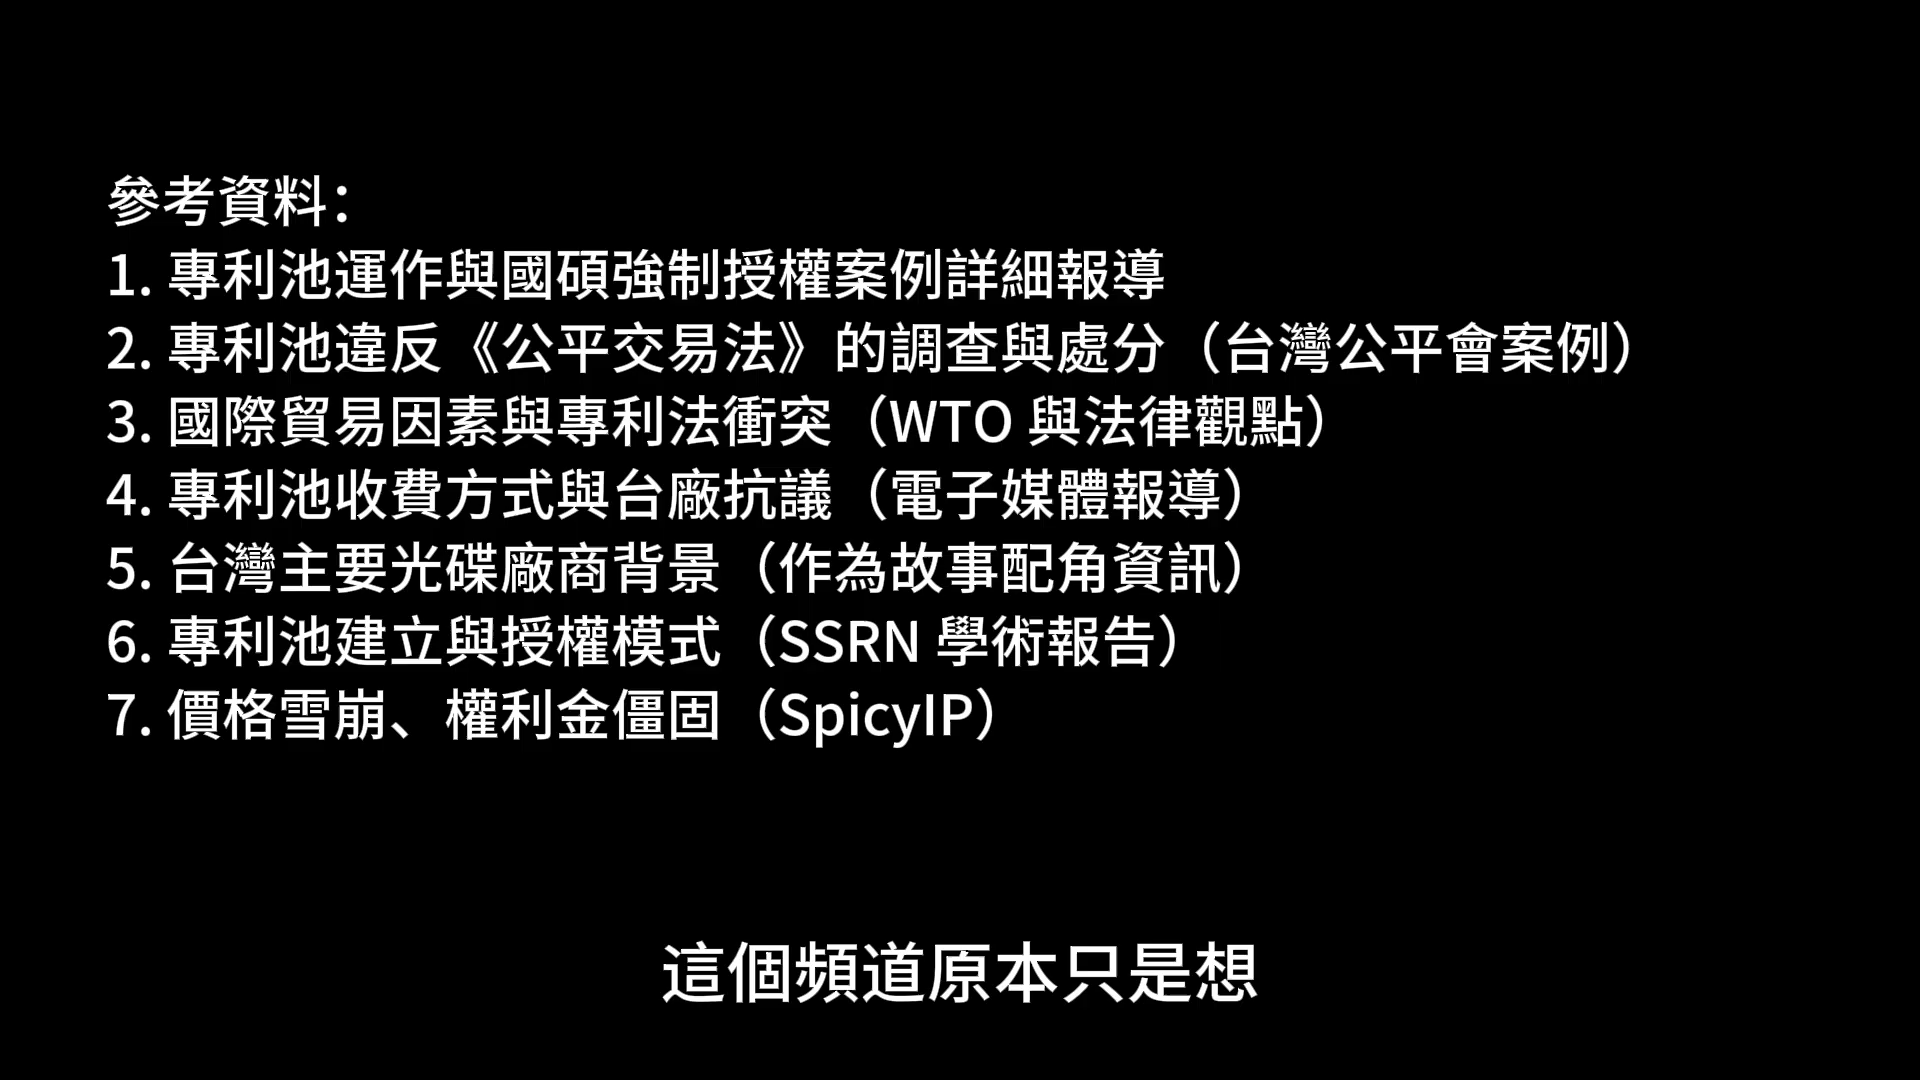 參考資料：
1. 專利池運作與國碩強制授權案例詳細報導
2. 專利池違反《公平交易法》的調查與處分（台灣公平會案例）
3. 國際貿易因素與專利法衝突（WTO 與法律觀點）
4. 專利池收費方式與台廠抗議（電子媒體報導）
5. 台灣主要光碟廠商背景（作為故事配角資訊）
6. 專利池建立與授權模式（SSRN 學術報告）
7. 價格雪崩、權利金僵固（SpicyIP）
這個頻道原本只是想